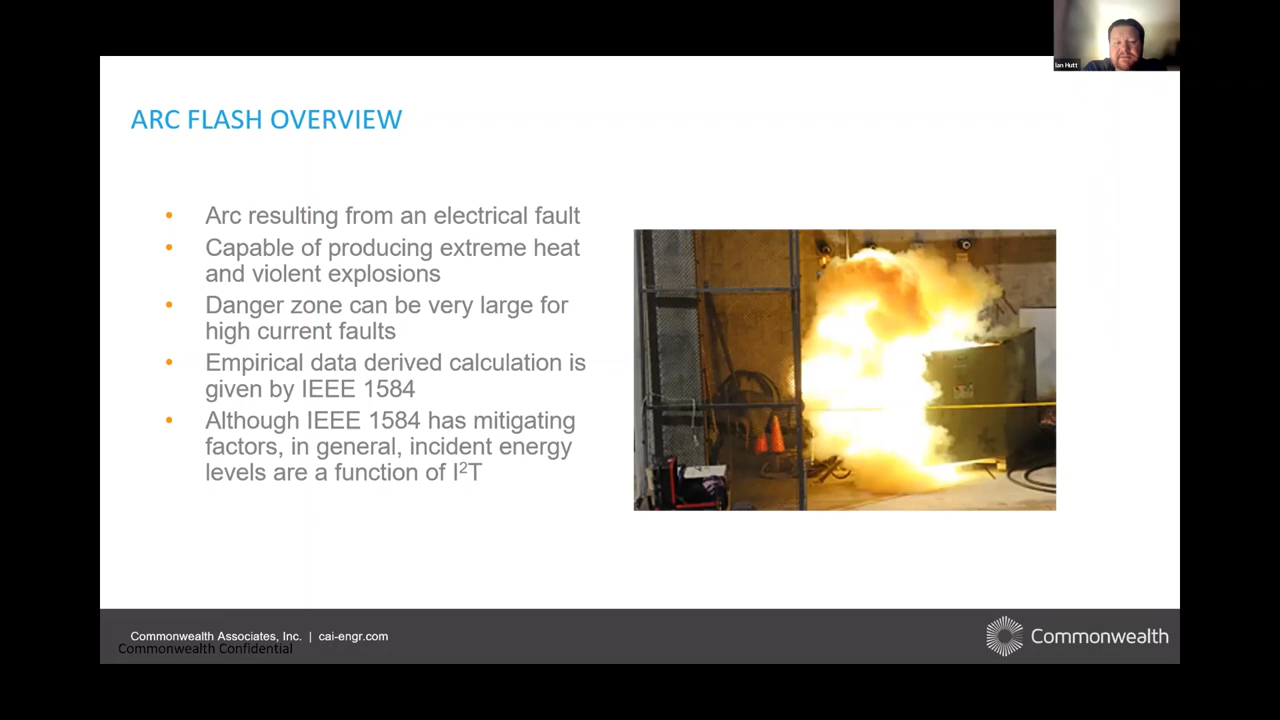 Ian Hutt
ARC FLASH OVERVIEW
• Arc resulting from an electrical fault
• Capable of producing extreme heat
and violent explosions
• Danger zone can be very large for
high current faults
• Empirical data derived calculation is
given by IEEE 1584
• Although IEEE 1584 has mitigating
factors, in general, incident energy
levels are a function of I²T
Commonwealth Associates, Inc. | cai-engr.com
Commonwealth Confidential
Commonwealth